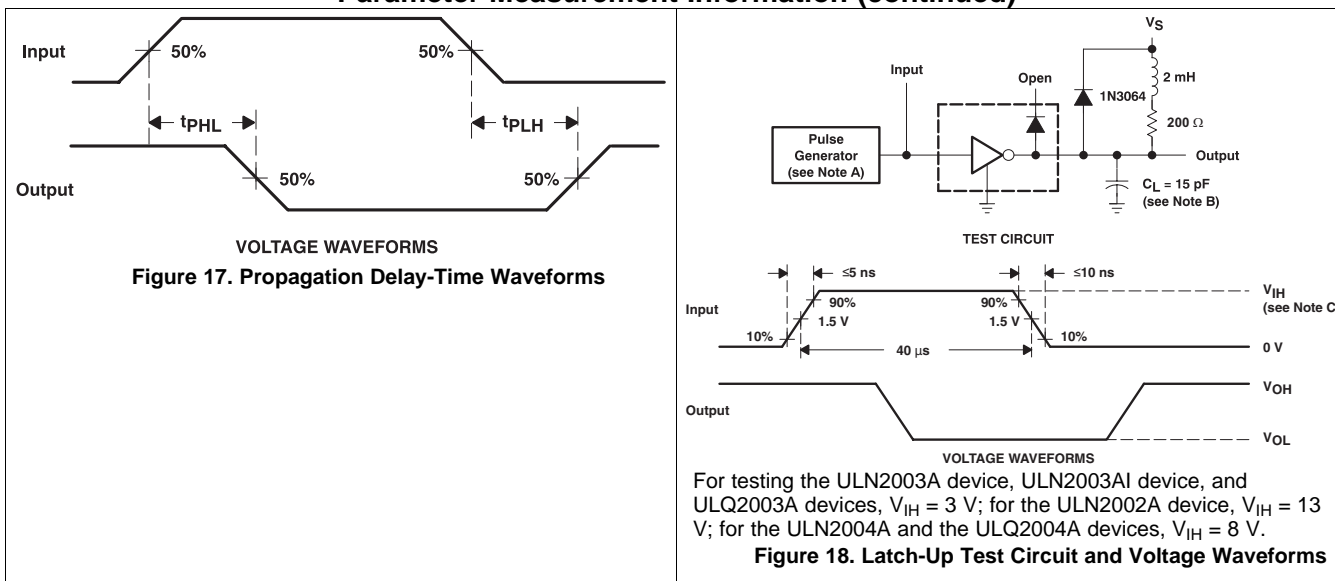 Parameter Measurement Information (continued)
Input
50%
50%
tPHL
tPLH
Output
50%
50%
VOLTAGE WAVEFORMS
Figure 17. Propagation Delay-Time Waveforms
VS
Input
Open
1N3064
2 mH
200 Ω
Pulse
Generator
(see Note A)
Output
CL = 15 pF
(see Note B)
TEST CIRCUIT
≤5 ns
≤10 ns
VIH
(see Note C
Input
90%
90%
1.5 V
1.5 V
10%
10%
40 μs
0 V
VOH
Output
VOL
VOLTAGE WAVEFORMS
For testing the ULN2003A device, ULN2003AI device, and
ULQ2003A devices, VIH = 3 V; for the ULN2002A device, VIH = 13
V; for the ULN2004A and the ULQ2004A devices, VIH = 8 V.
Figure 18. Latch-Up Test Circuit and Voltage Waveforms